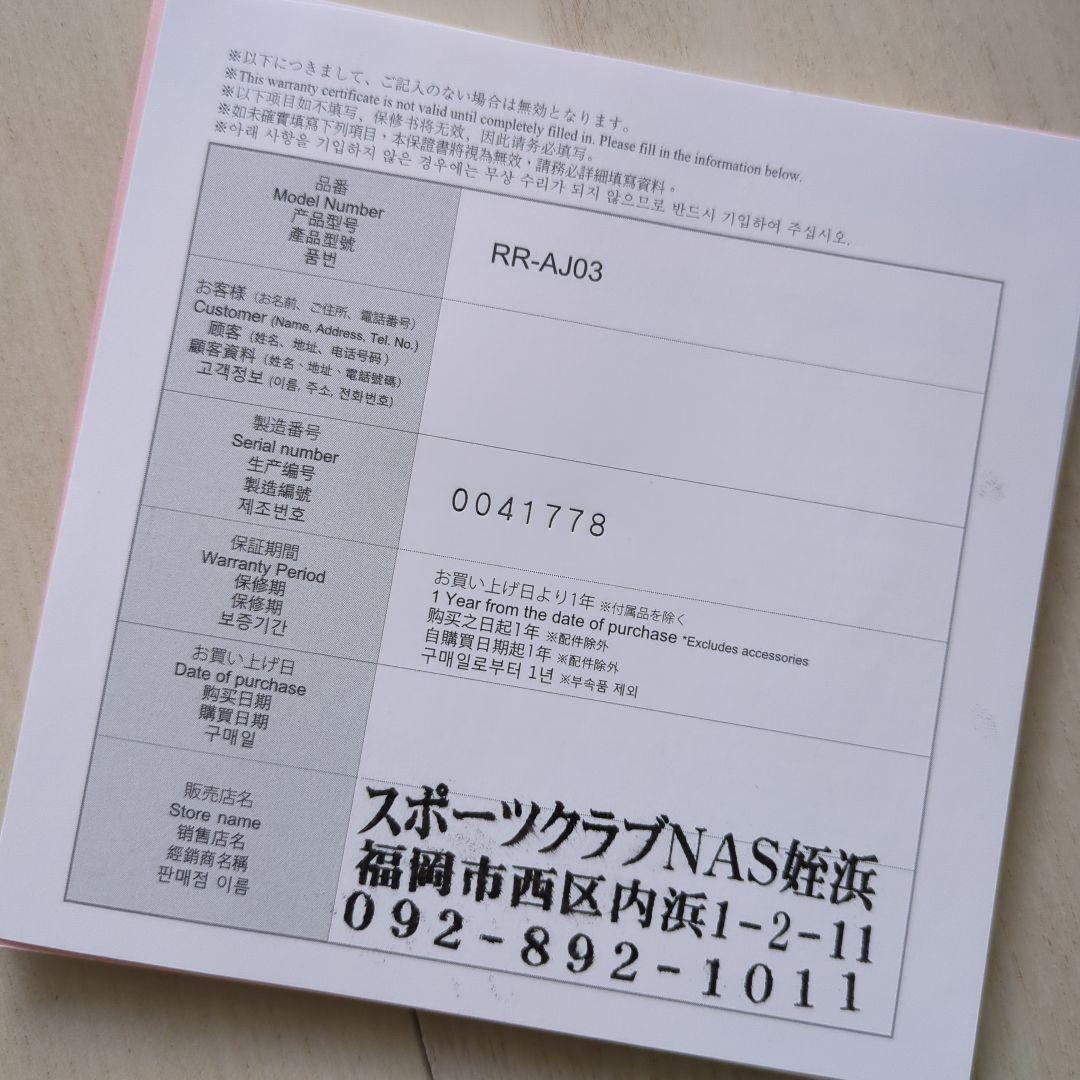 ※以下につきまして、ご記入のない場合は無効となります。
※This warranty certificate is not valid until completely filled in. Please fill in the information below.
※以下项目如不填写，保修书将无效，因此请务必填写。
※如未確實填寫下列項目，本保證書將視為無效，請務必詳細填寫資料。
※아래 사항을 기입하지 않은 경우에는 무상 수리가 되지 않으므로 반드시 기입하여 주십시오.
品番
Model Number
产品型号
產品型號
품번
RR-AJ03
お客様（お名前、ご住所、電話番号）
Customer (Name, Address, Tel. No.)
顾客（姓名、地址、电话号码）
顧客資料（姓名、地址、電話號碼）
고객정보 (이름, 주소, 전화번호)
製造番号
Serial number
生产编号
製造編號
제조번호
0041778
保証期間
Warranty Period
保修期
保修期
보증기간
お買い上げ日より1年 ※付属品を除く
1 Year from the date of purchase *Excludes accessories
购买之日起1年 ※配件除外
自購買日期起1年 ※配件除外
구매일로부터 1년 ※부속품 제외
お買い上げ日
Date of purchase
购买日期
購買日期
구매일
販売店名
Store name
销售店名
經銷商名稱
판매점 이름
スポーツクラブNAS姪浜
福岡市西区内浜1-2-11
092-892-1011